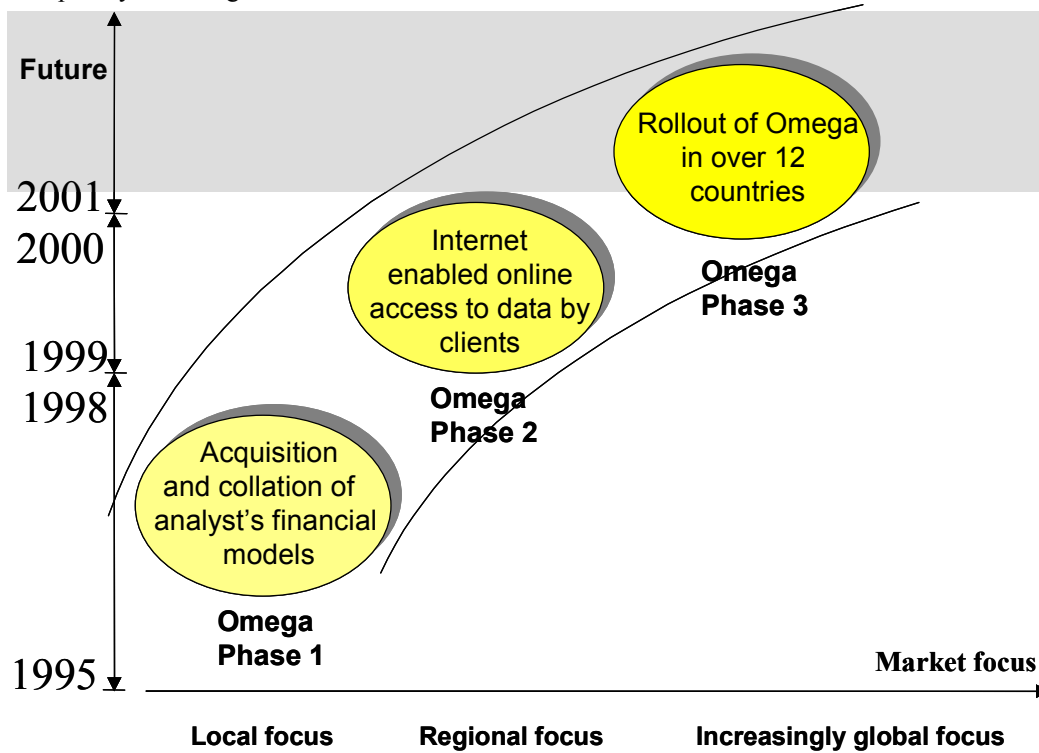 Future
Rollout of Omega
in over 12
countries
2001
2000
Internet
enabled online
access to data by
clients
Omega
Phase 3
1999
1998
Omega
Phase 2
Acquisition
and collation of
analyst's financial
models
Omega
Phase 1
1995
Market focus
Local focus
Regional focus
Increasingly global focus